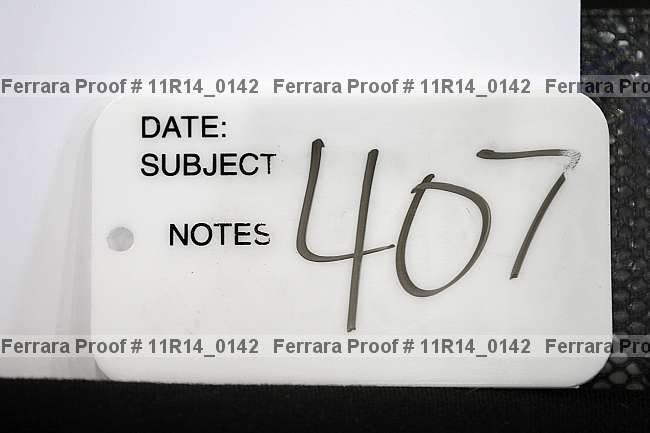 Ferrara Proof # 11R14_0142 Ferrara Proof # 11R14_0142 Ferrara Proof
DATE:
SUBJECT
407
NOTES
Ferrara Proof # 11R14_0142 Ferrara Proof # 11R14_0142 Ferrara Proof